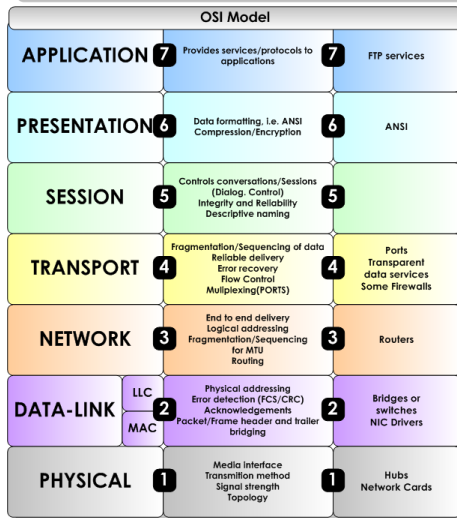 OSI Model
APPLICATION
7
Provides services/protocols to
applications
7
FTP services
PRESENTATION
6
Data formatting, i.e. ANSI
Compression/Encryption
6
ANSI
SESSION
5
Controls conversations/Sessions
(Dialog. Control)
Integrity and Reliability
Descriptive naming
5
TRANSPORT
4
Fragmentation/Sequencing of data
Reliable delivery
Error recovery
Flow Control
Muliplexing(PORTS)
4
Ports
Transparent
data services
Some Firewalls
NETWORK
3
End to end delivery
Logical addressing
Fragmentation/Sequencing
for MTU
Routing
3
Routers
DATA-LINK
LLC
MAC
2
Physical addressing
Error detection (FCS/CRC)
Acknowledgements
Packet/Frame header and trailer
bridging
2
Bridges or
switches
NIC Drivers
PHYSICAL
1
Media interface
Transmition method
Signal strength
Topology
1
Hubs
Network Cards